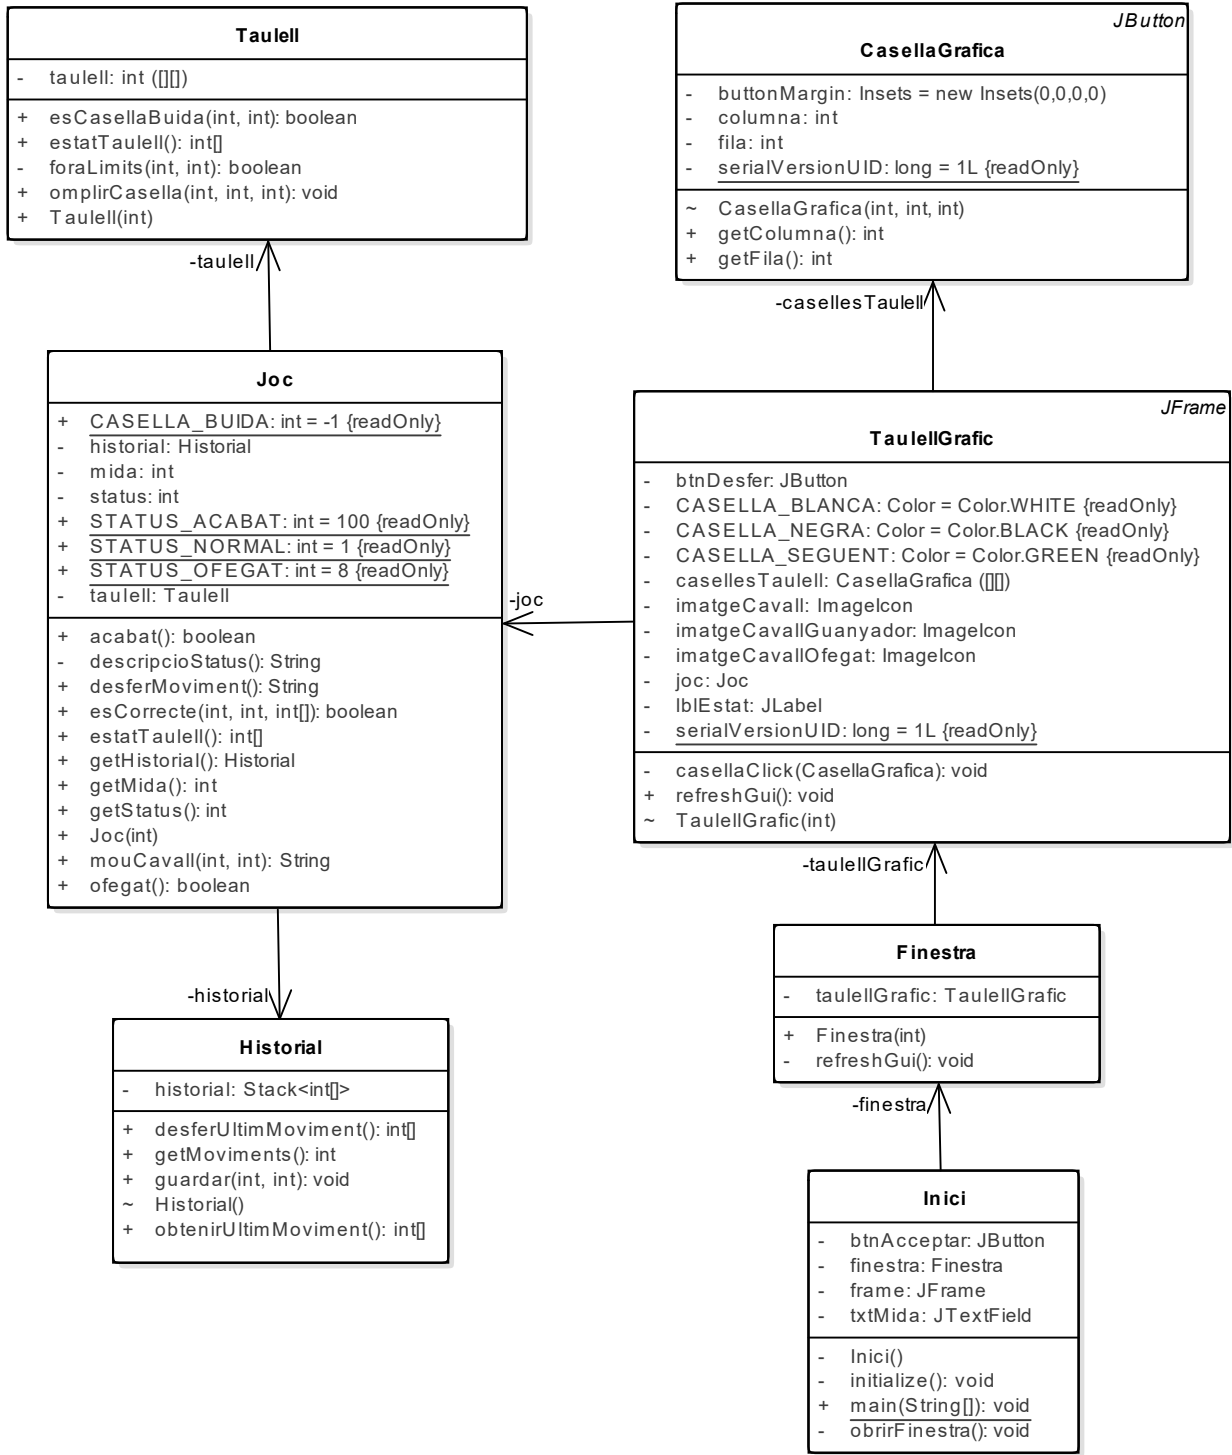 Taulell
- taulell: int ([][])
+ esCasellaBuida(int, int): boolean
+ estatTaulell(): int[]
- foraLimits(int, int): boolean
+ omplirCasella(int, int, int): void
+ Taulell(int)
-taulell
JButton
CasellaGrafica
- buttonMargin: Insets = new Insets(0,0,0,0)
- columna: int
- fila: int
- serialVersionUID: long = 1L {readOnly}
~ CasellaGrafica(int, int, int)
+ getColumna(): int
+ getFila(): int
-casellesTaulell
Joc
+ CASELLA_BUIDA: int = -1 {readOnly}
- historial: Historial
- mida: int
- status: int
+ STATUS_ACABAT: int = 100 {readOnly}
+ STATUS_NORMAL: int = 1 {readOnly}
+ STATUS_OFEGAT: int = 8 {readOnly}
- taulell: Taulell
+ acabat(): boolean
- descripcioStatus(): String
+ desferMoviment(): String
+ esCorrecte(int, int, int[]): boolean
+ estatTaulell(): int[]
+ getHistorial(): Historial
+ getMida(): int
+ getStatus(): int
+ Joc(int)
+ mouCavall(int, int): String
+ ofegat(): boolean
-joc
JFrame
TaulellGrafic
- btnDesfer: JButton
- CASELLA_BLANCA: Color = Color.WHITE {readOnly}
- CASELLA_NEGRA: Color = Color.BLACK {readOnly}
- CASELLA_SEGUENT: Color = Color.GREEN {readOnly}
- casellesTaulell: CasellaGrafica ([][])
- imatgeCavall: ImageIcon
- imatgeCavallGuanyador: ImageIcon
- imatgeCavallOfegat: ImageIcon
- joc: Joc
- lblEstat: JLabel
- serialVersionUID: long = 1L {readOnly}
- casellaClick(CasellaGrafica): void
+ refreshGui(): void
~ TaulellGrafic(int)
-taulellGrafic
-historial
Historial
- historial: Stack<int[]>
+ desferUltimMoviment(): int[]
+ getMoviments(): int
+ guardar(int, int): void
~ Historial()
+ obtenirUltimMoviment(): int[]
Finestra
- taulellGrafic: TaulellGrafic
+ Finestra(int)
- refreshGui(): void
-finestra
Inici
- btnAcceptar: JButton
- finestra: Finestra
- frame: JFrame
- txtMida: JTextField
- Inici()
- initialize(): void
+ main(String[]): void
- obrirFinestra(): void